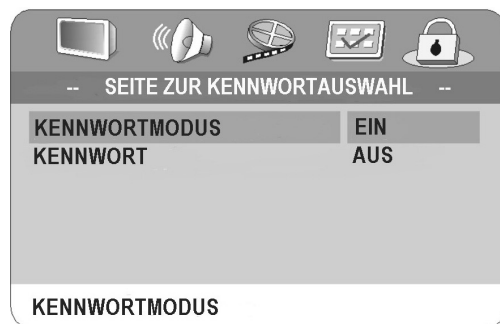 -- SEITE ZUR KENNWORTAUSWAHL --
KENNWORTMODUS EIN
KENNWORT AUS
KENNWORTMODUS